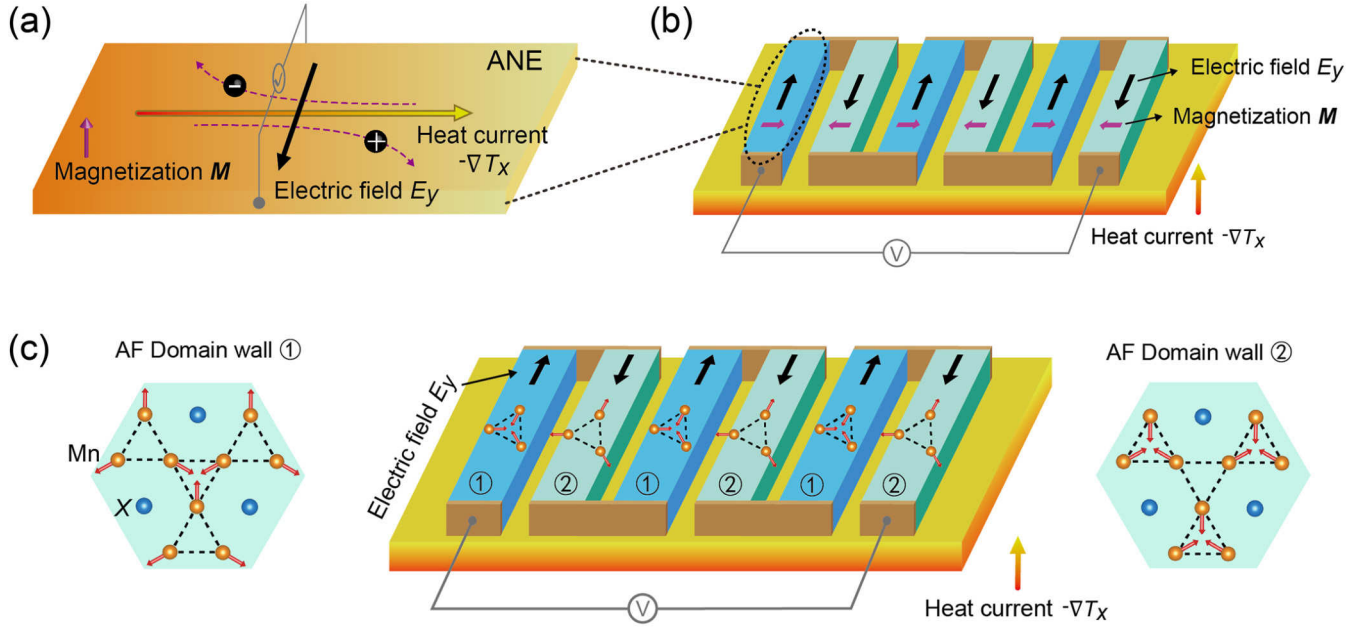 (a)
ANE
−
+
V
Heat current
-∇Tx
Magnetization M
Electric field Ey
(b)
Electric field Ey
Magnetization M
Heat current -∇Tx
V
(c)
AF Domain wall ①
Mn
X
Electric field Ey
① ② ① ② ① ②
V
Heat current -∇Tx
AF Domain wall ②